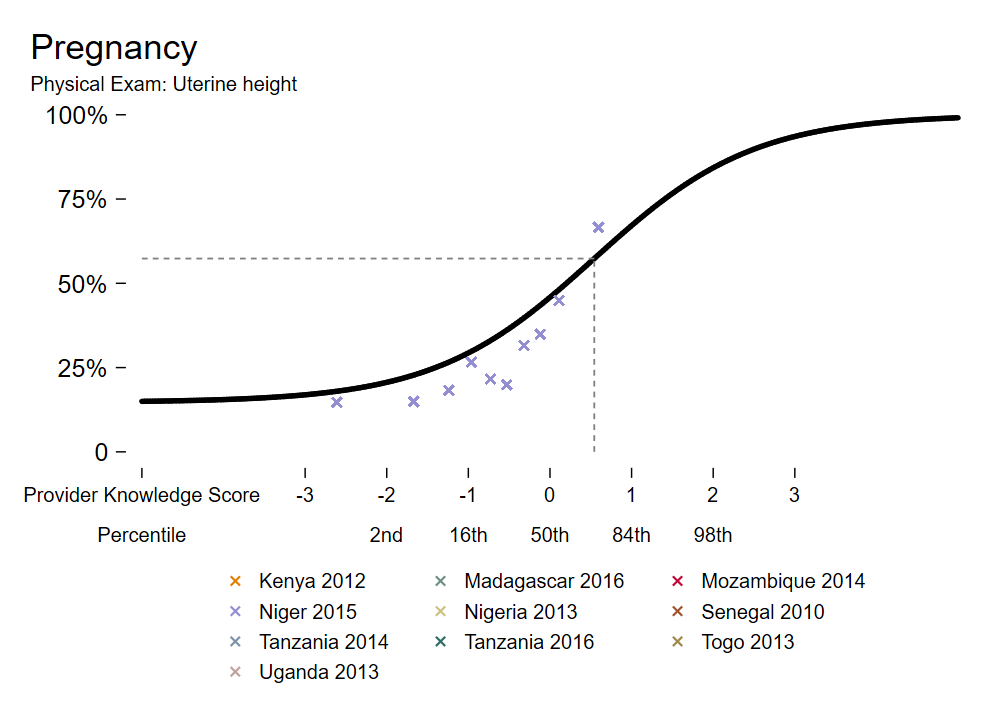 Pregnancy
Physical Exam: Uterine height
100%
75%
50%
25%
0
Provider Knowledge Score -3 -2 -1 0 1 2 3
Percentile 2nd 16th 50th 84th 98th
Kenya 2012 Madagascar 2016 Mozambique 2014
Niger 2015 Nigeria 2013 Senegal 2010
Tanzania 2014 Tanzania 2016 Togo 2013
Uganda 2013